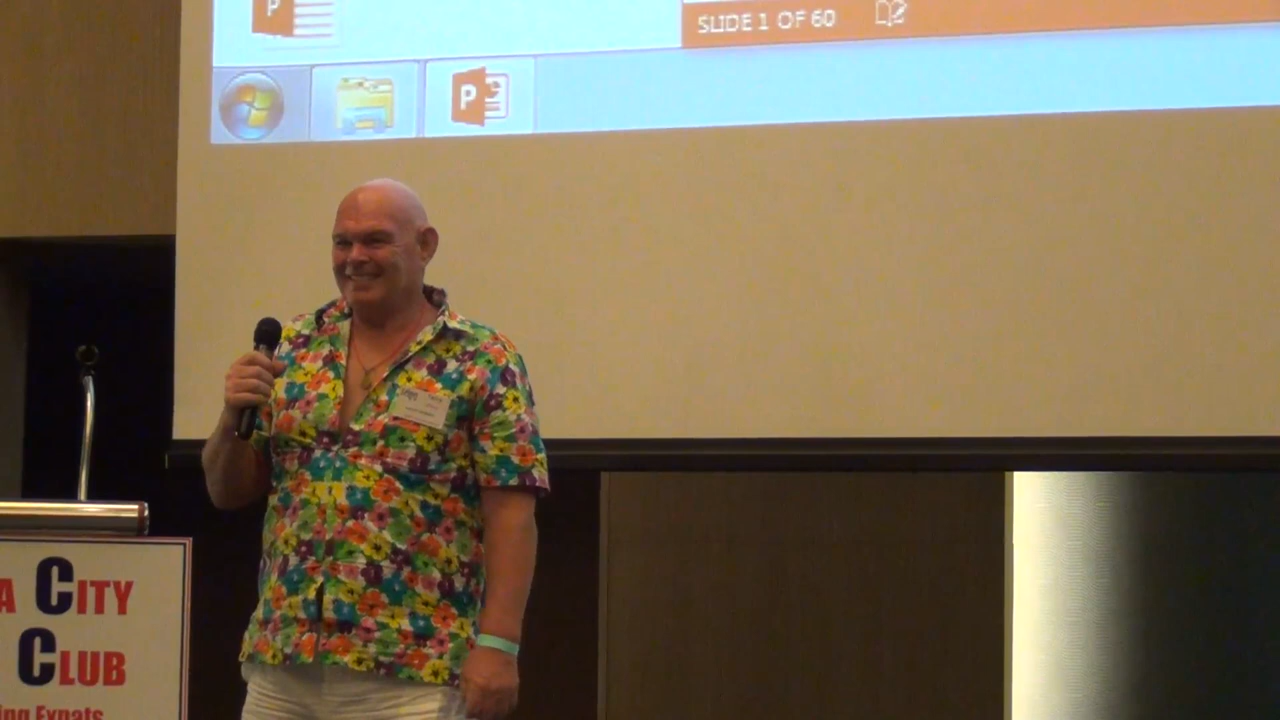 P
SLIDE 1 OF 60
P
A CITY
CLUB
ing Expats